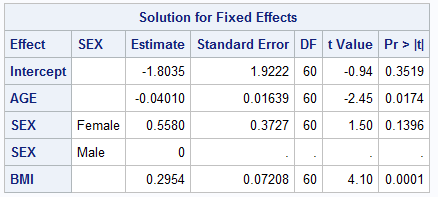 Solution for Fixed Effects
Effect SEX Estimate Standard Error DF t Value Pr > |t|
Intercept -1.8035 1.9222 60 -0.94 0.3519
AGE -0.04010 0.01639 60 -2.45 0.0174
SEX Female 0.5580 0.3727 60 1.50 0.1396
SEX Male 0 . . . .
BMI 0.2954 0.07208 60 4.10 0.0001